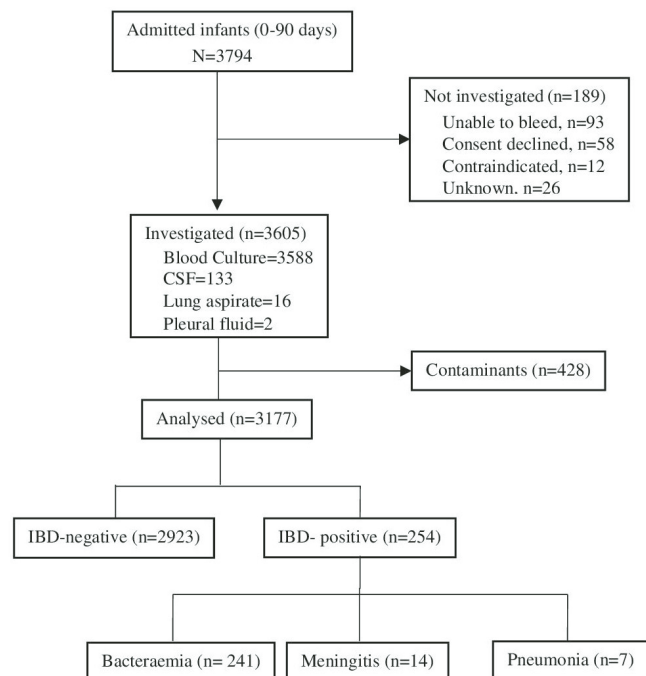 Admitted infants (0-90 days)
N=3794
Not investigated (n=189)
Unable to bleed, n=93
Consent declined, n=58
Contraindicated, n=12
Unknown. n=26
Investigated (n=3605)
Blood Culture=3588
CSF=133
Lung aspirate=16
Pleural fluid=2
Contaminants (n=428)
Analysed (n=3177)
IBD-negative (n=2923)
IBD- positive (n=254)
Bacteraemia (n= 241)
Meningitis (n=14)
Pneumonia (n=7)